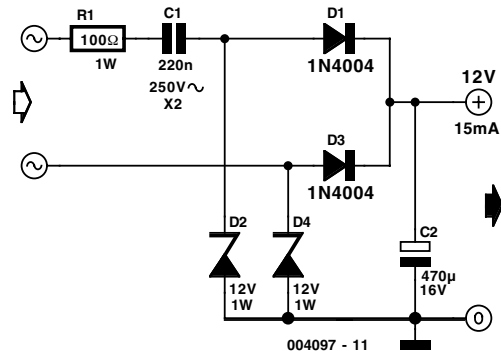 R1
100Ω
1W
C1
220n
250V~
X2
D1
1N4004
12V
+
15mA
D3
1N4004
D2
12V
1W
D4
12V
1W
C2
470µ
16V
0
004097 - 11